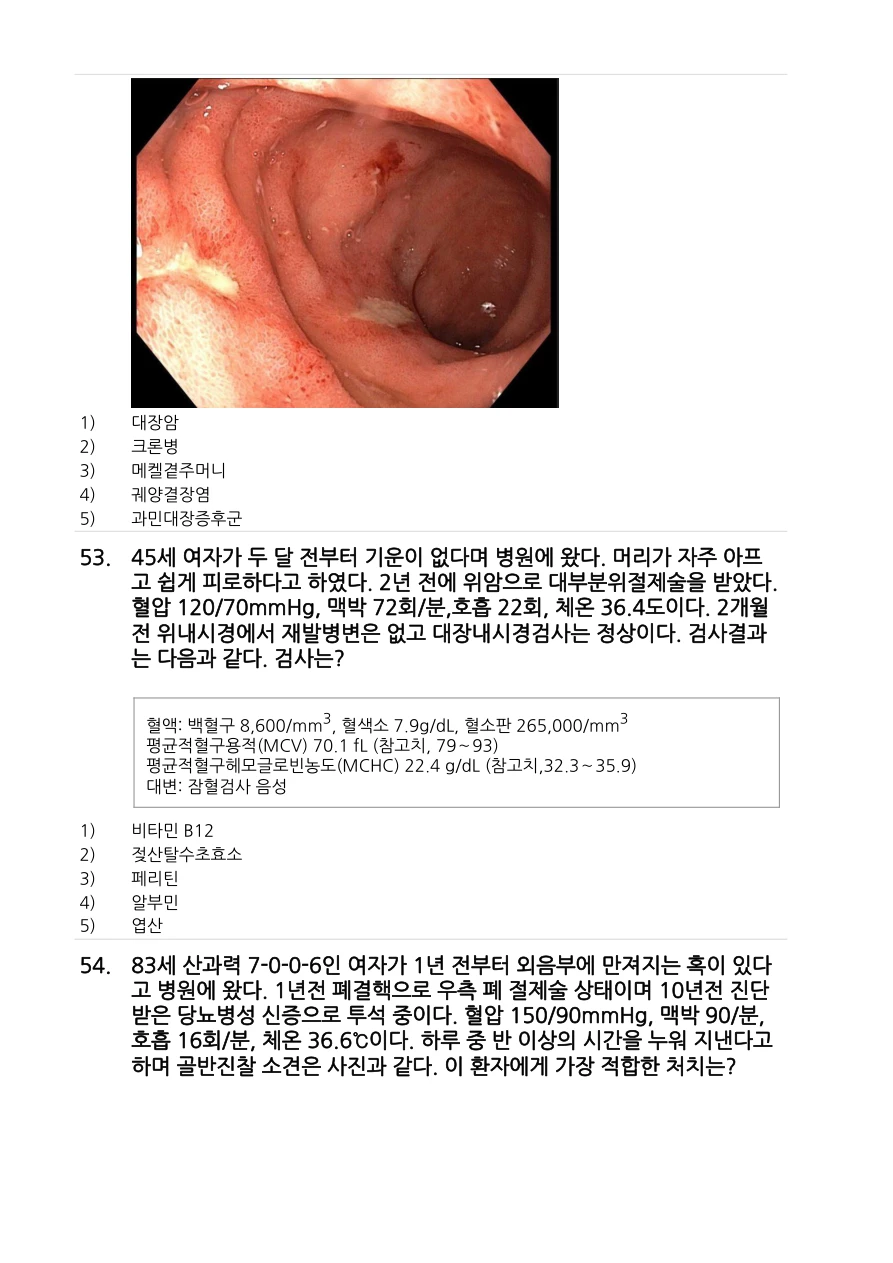 1) 대장암
2) 크론병
3) 메켈곁주머니
4) 궤양결장염
5) 과민대장증후군
53. 45세 여자가 두 달 전부터 기운이 없다며 병원에 왔다. 머리가 자주 아프
고 쉽게 피로하다고 하였다. 2년 전에 위암으로 대부분위절제술을 받았다.
혈압 120/70mmHg, 맥박 72회/분,호흡 22회, 체온 36.4도이다. 2개월
전 위내시경에서 재발병변은 없고 대장내시경검사는 정상이다. 검사결과
는 다음과 같다. 검사는?
혈액: 백혈구 8,600/mm³, 혈색소 7.9g/dL, 혈소판 265,000/mm³
평균적혈구용적(MCV) 70.1 fL (참고치, 79~93)
평균적혈구헤모글로빈농도(MCHC) 22.4 g/dL (참고치,32.3~35.9)
대변: 잠혈검사 음성
1) 비타민 B12
2) 젖산탈수초효소
3) 페리틴
4) 알부민
5) 엽산
54. 83세 산과력 7-0-0-6인 여자가 1년 전부터 외음부에 만져지는 혹이 있다
고 병원에 왔다. 1년전 폐결핵으로 우측 폐 절제술 상태이며 10년전 진단
받은 당뇨병성 신증으로 투석 중이다. 혈압 150/90mmHg, 맥박 90/분,
호흡 16회/분, 체온 36.6℃이다. 하루 중 반 이상의 시간을 누워 지낸다고
하며 골반진찰 소견은 사진과 같다. 이 환자에게 가장 적합한 처치는?